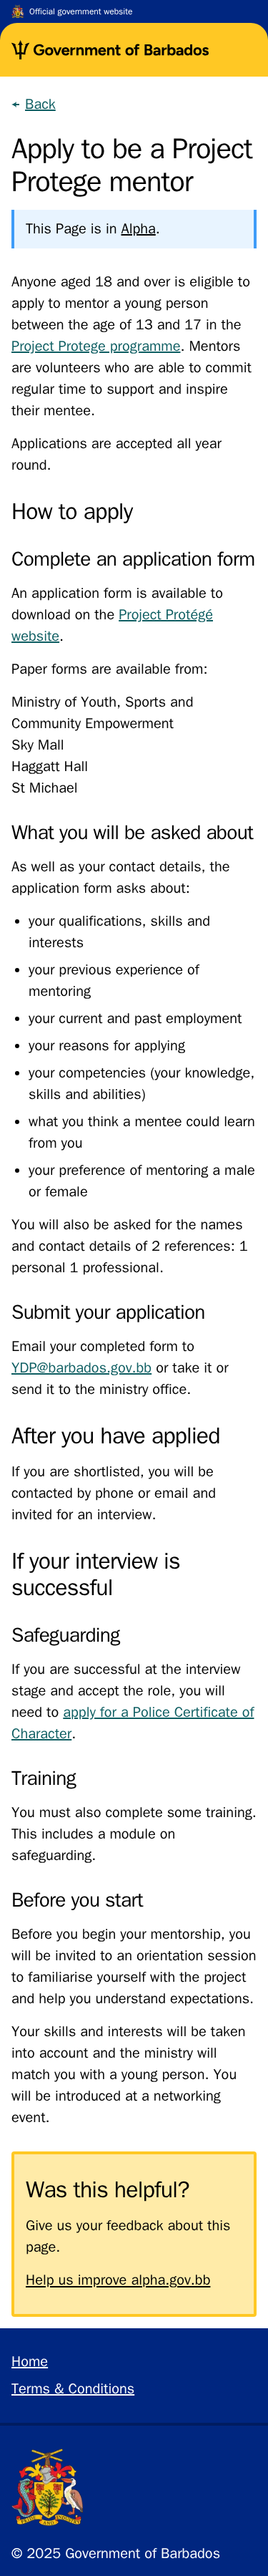 Official government website
Government of Barbados
Back
Apply to be a Project
Protege mentor
This Page is in Alpha.
Anyone aged 18 and over is eligible to
apply to mentor a young person
between the age of 13 and 17 in the
Project Protege programme. Mentors
are volunteers who are able to commit
regular time to support and inspire
their mentee.
Applications are accepted all year
round.
How to apply
Complete an application form
An application form is available to
download on the Project Protégé
website.
Paper forms are available from:
Ministry of Youth, Sports and
Community Empowerment
Sky Mall
Haggatt Hall
St Michael
What you will be asked about
As well as your contact details, the
application form asks about:
• your qualifications, skills and
interests
• your previous experience of
mentoring
• your current and past employment
• your reasons for applying
• your competencies (your knowledge,
skills and abilities)
• what you think a mentee could learn
from you
• your preference of mentoring a male
or female
You will also be asked for the names
and contact details of 2 references: 1
personal 1 professional.
Submit your application
Email your completed form to
YDP@barbados.gov.bb or take it or
send it to the ministry office.
After you have applied
If you are shortlisted, you will be
contacted by phone or email and
invited for an interview.
If your interview is
successful
Safeguarding
If you are successful at the interview
stage and accept the role, you will
need to apply for a Police Certificate of
Character.
Training
You must also complete some training.
This includes a module on
safeguarding.
Before you start
Before you begin your mentorship, you
will be invited to an orientation session
to familiarise yourself with the project
and help you understand expectations.
Your skills and interests will be taken
into account and the ministry will
match you with a young person. You
will be introduced at a networking
event.
Was this helpful?
Give us your feedback about this
page.
Help us improve alpha.gov.bb
Home
Terms & Conditions
© 2025 Government of Barbados